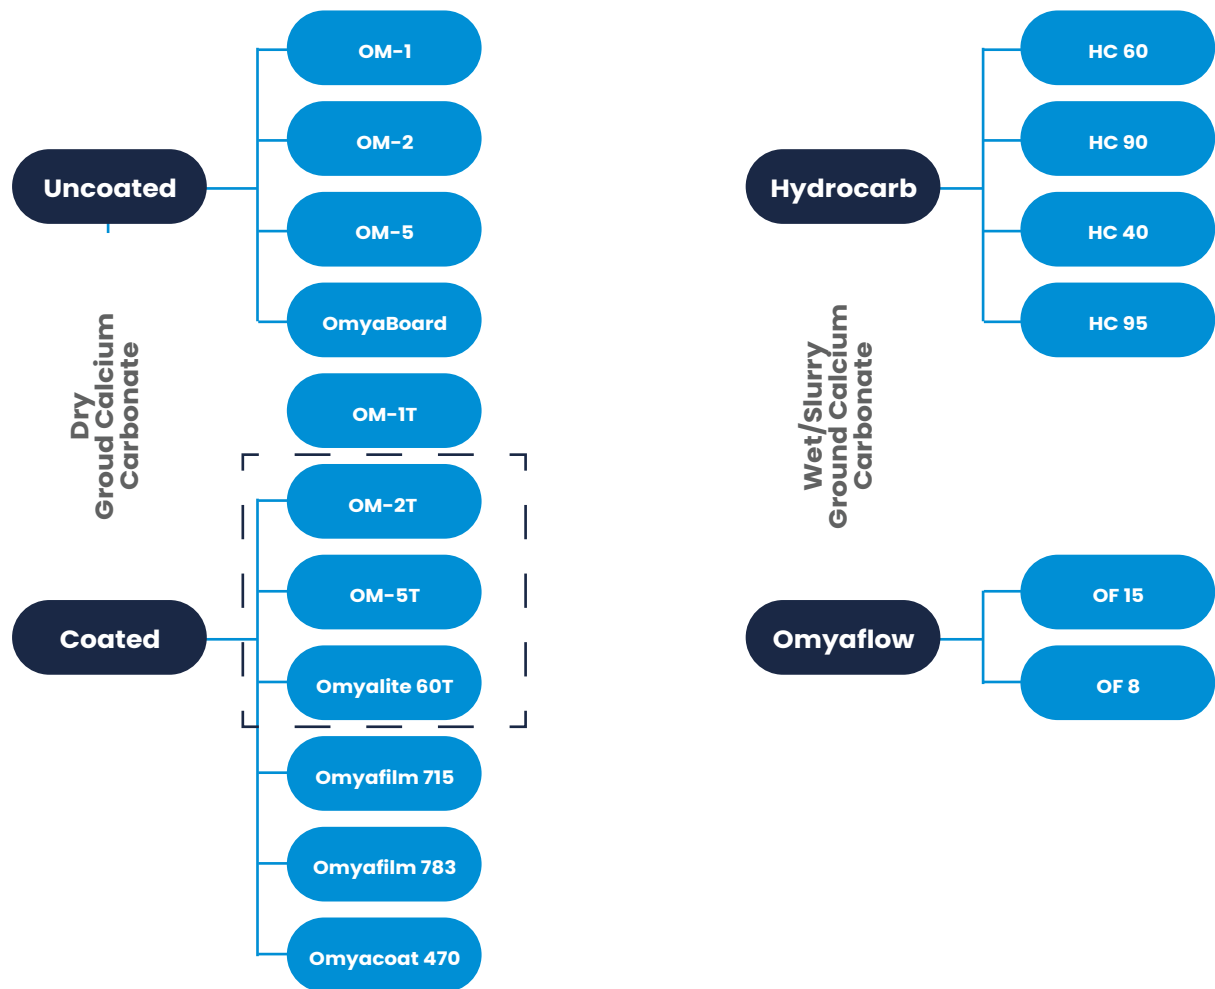 Uncoated
OM-1
OM-2
OM-5
OmyaBoard
Dry
Groud Calcium
Carbonate
OM-1T
Coated
OM-2T
OM-5T
Omyalite 60T
Omyafilm 715
Omyafilm 783
Omyacoat 470
Hydrocarb
HC 60
HC 90
HC 40
HC 95
Wet/Slurry
Ground Calcium
Carbonate
Omyaflow
OF 15
OF 8